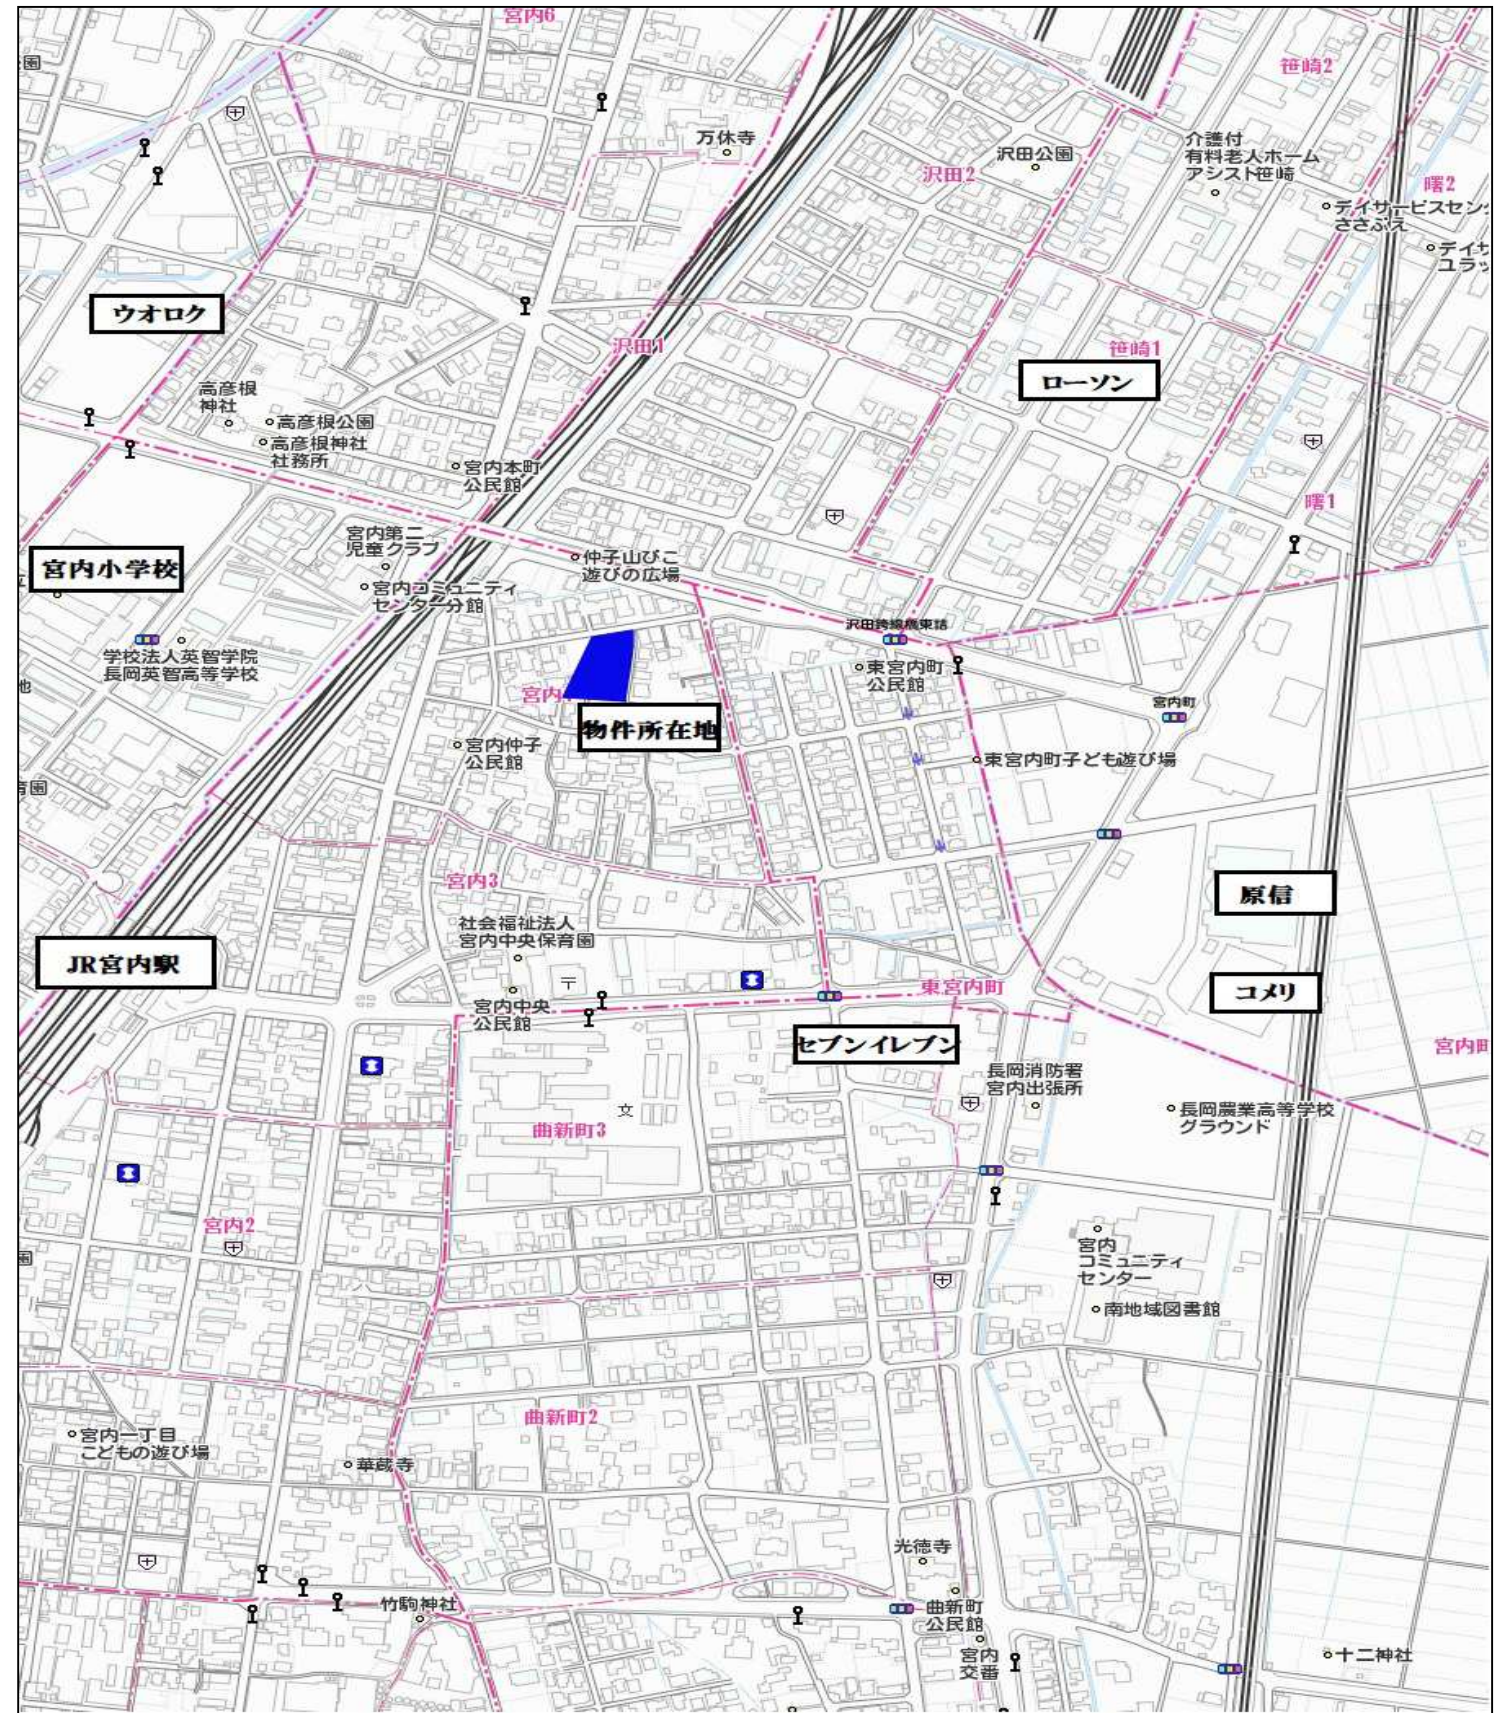 宮内6
笹崎2
園
万休寺
沢田公園
沢田2
介護付
有料老人ホーム
アシスト笹崎
曙2
デイサービスセン
ささぶえ
デイサ
ユラッ
ウオロク
沢田1
笹崎1
ローソン
高彦根
神社
高彦根公園
高彦根神社
社務所
宮内本町
公民館
曙1
宮内第二
児童クラブ
仲子山びこ
遊びの広場
宮内小学校
宮内コミュニティ
センター分館
沢田跨線橋東詰
学校法人英智学院
長岡英智高等学校
東宮内町
公民館
他
宮内
宮内町
物件所在地
宮内仲子
公民館
東宮内町子ども遊び場
育園
宮内3
原信
社会福祉法人
宮内中央保育園
JR宮内駅
〒
東宮内町
コメリ
宮内中央
公民館
セブンイレブン
宮内町
長岡消防署
宮内出張所
文
曲新町3
長岡農業高等学校
グラウンド
宮内2
宮内
コミュニティ
センター
園
南地域図書館
曲新町2
宮内一丁目
こどもの遊び場
華蔵寺
光徳寺
竹駒神社
曲新町
公民館
宮内
交番
十二神社